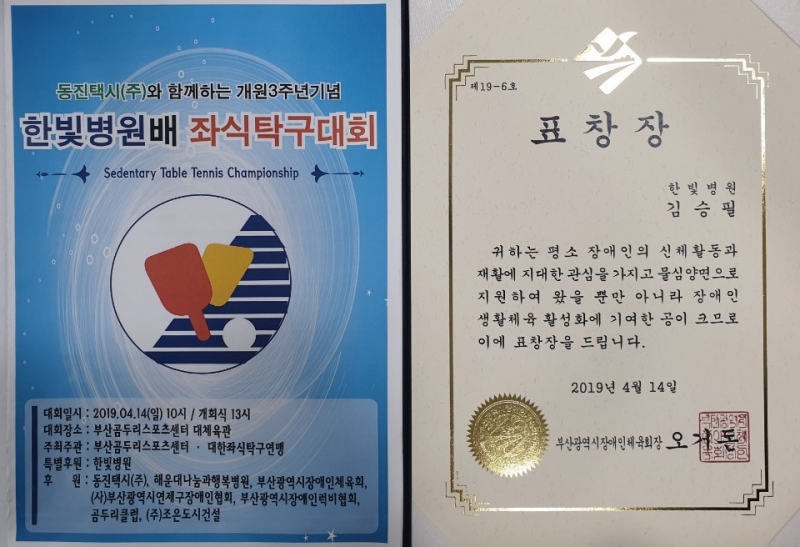 동진택시(주)와 함께하는 개원3주년기념
한빛병원배 좌식탁구대회
Sedentary Table Tennis Championship
대회일시 : 2019.04.14(일) 10시 / 개회식 13시
대회장소 : 부산곰두리스포츠센터 대체육관
주최주관 : 부산곰두리스포츠센터 · 대한좌식탁구연맹
특별후원 : 한빛병원
후 원 : 동진택시(주), 해운대나눔과행복병원, 부산광역시장애인체육회,
(사)부산광역시연제구장애인협회, 부산광역시장애인럭비협회,
곰두리클럽, (주)조은도시건설
제19-6호
표창장
한빛병원
김승필
귀하는 평소 장애인의 신체활동과
재활에 지대한 관심을 가지고 물심양면으로
지원하여 왔을 뿐만 아니라 장애인
생활체육 활성화에 기여한 공이 크므로
이에 표창장을 드립니다.
2019년 4월 14일
부산광역시장애인체육회장 오거돈